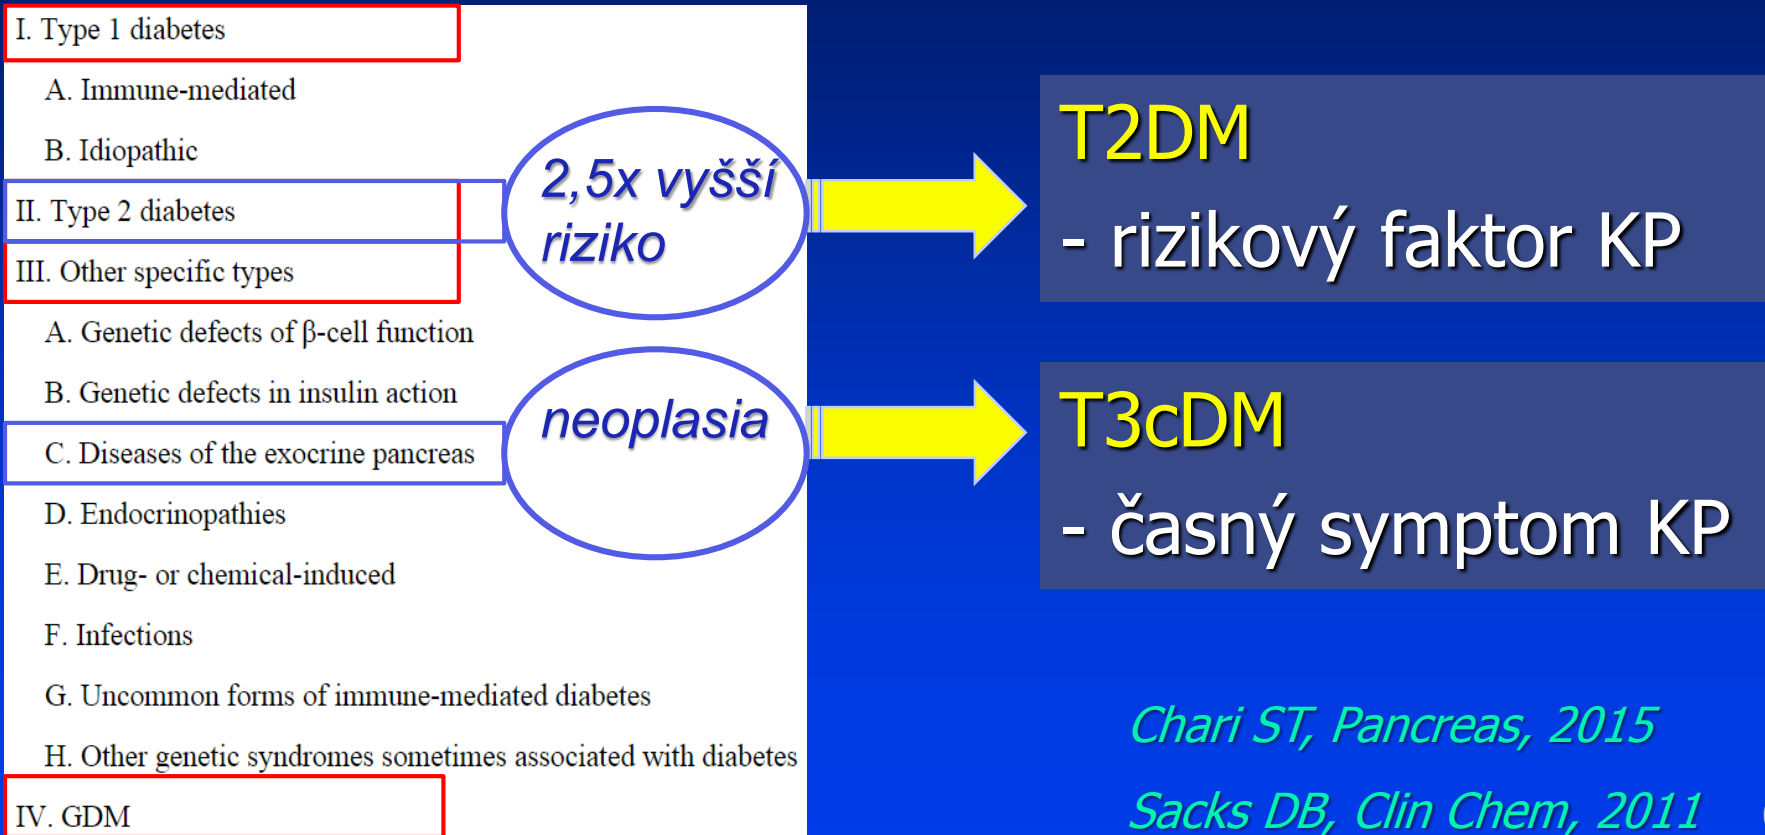 I. Type 1 diabetes
A. Immune-mediated
B. Idiopathic
II. Type 2 diabetes
III. Other specific types
A. Genetic defects of β-cell function
B. Genetic defects in insulin action
C. Diseases of the exocrine pancreas
D. Endocrinopathies
E. Drug- or chemical-induced
F. Infections
G. Uncommon forms of immune-mediated diabetes
H. Other genetic syndromes sometimes associated with diabetes
IV. GDM
2,5x vyšší
riziko
neoplasia
T2DM
- rizikový faktor KP
T3cDM
- časný symptom KP
Chari ST, Pancreas, 2015
Sacks DB, Clin Chem, 2011